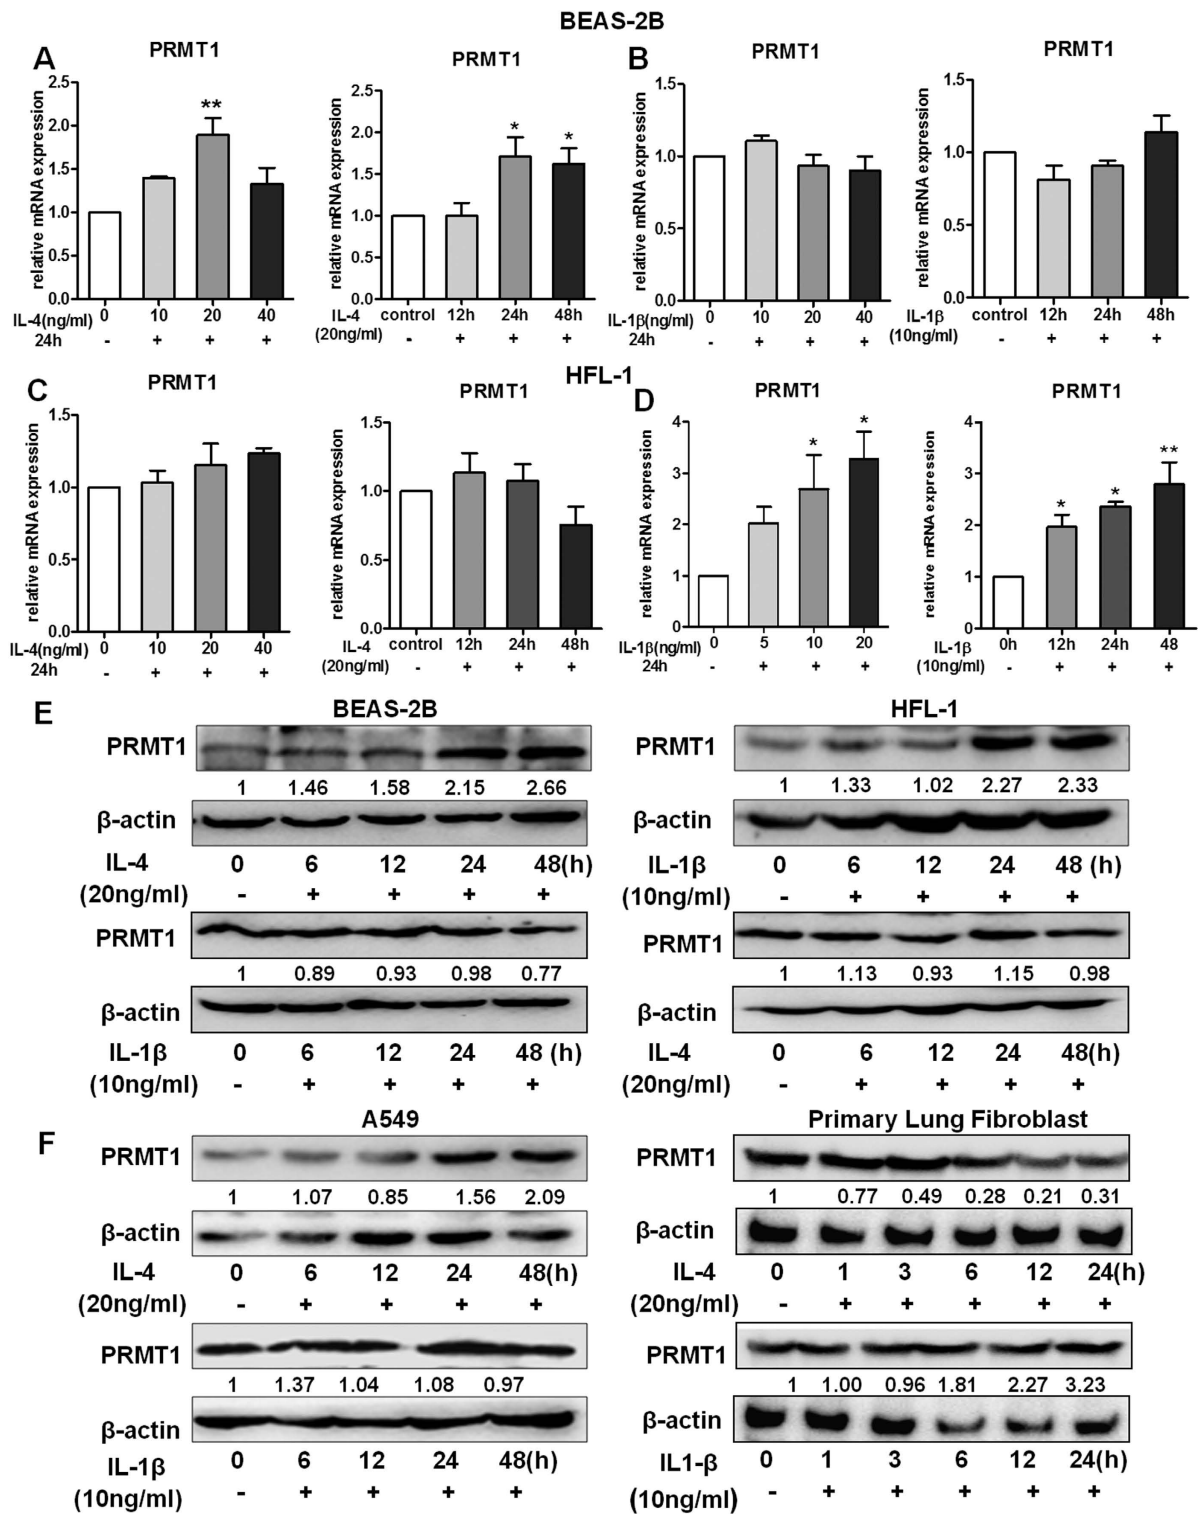 BEAS-2B
A
PRMT1
relative mRNA expression
2.5
2.0
1.5
1.0
0.5
0.0
**
0 10 20 40
IL-4(ng/ml)
24h - + + +
PRMT1
relative mRNA expression
2.5
2.0
1.5
1.0
0.5
0.0
* *
control 12h 24h 48h
IL-4
(20ng/ml) - + + +
B
PRMT1
relative mRNA expression
1.5
1.0
0.5
0.0
0 10 20 40
IL-1β(ng/ml)
24h - + + +
PRMT1
relative mRNA expression
1.5
1.0
0.5
0.0
control 12h 24h 48h
IL-1β
(10ng/ml) - + + +
HFL-1
C
PRMT1
relative mRNA expression
1.5
1.0
0.5
0.0
0 10 20 40
IL-4(ng/ml)
24h - + + +
PRMT1
relative mRNA expression
1.5
1.0
0.5
0.0
control 12h 24h 48h
IL-4
(20ng/ml) - + + +
D
PRMT1
relative mRNA expression
4
3
2
1
0
* *
0 5 10 20
IL-1β(ng/ml)
24h - + + +
PRMT1
relative mRNA expression
4
3
2
1
0
* * **
0h 12h 24h 48
IL-1β
(10ng/ml) - + + +
E
BEAS-2B
PRMT1
1 1.46 1.58 2.15 2.66
β-actin
IL-4 0 6 12 24 48(h)
(20ng/ml) - + + + +
PRMT1
1 0.89 0.93 0.98 0.77
β-actin
IL-1β 0 6 12 24 48 (h)
(10ng/ml) - + + + +
HFL-1
PRMT1
1 1.33 1.02 2.27 2.33
β-actin
IL-1β 0 6 12 24 48 (h)
(10ng/ml) - + + + +
PRMT1
1 1.13 0.93 1.15 0.98
β-actin
IL-4 0 6 12 24 48(h)
(20ng/ml) - + + + +
F
A549
PRMT1
1 1.07 0.85 1.56 2.09
β-actin
IL-4 0 6 12 24 48(h)
(20ng/ml) - + + + +
PRMT1
1 1.37 1.04 1.08 0.97
β-actin
IL-1β 0 6 12 24 48(h)
(10ng/ml) - + + + +
Primary Lung Fibroblast
PRMT1
1 0.77 0.49 0.28 0.21 0.31
β-actin
IL-4 0 1 3 6 12 24(h)
(20ng/ml) - + + + + +
PRMT1
1 1.00 0.96 1.81 2.27 3.23
β-actin
IL1-β 0 1 3 6 12 24(h)
(10ng/ml) - + + + + +